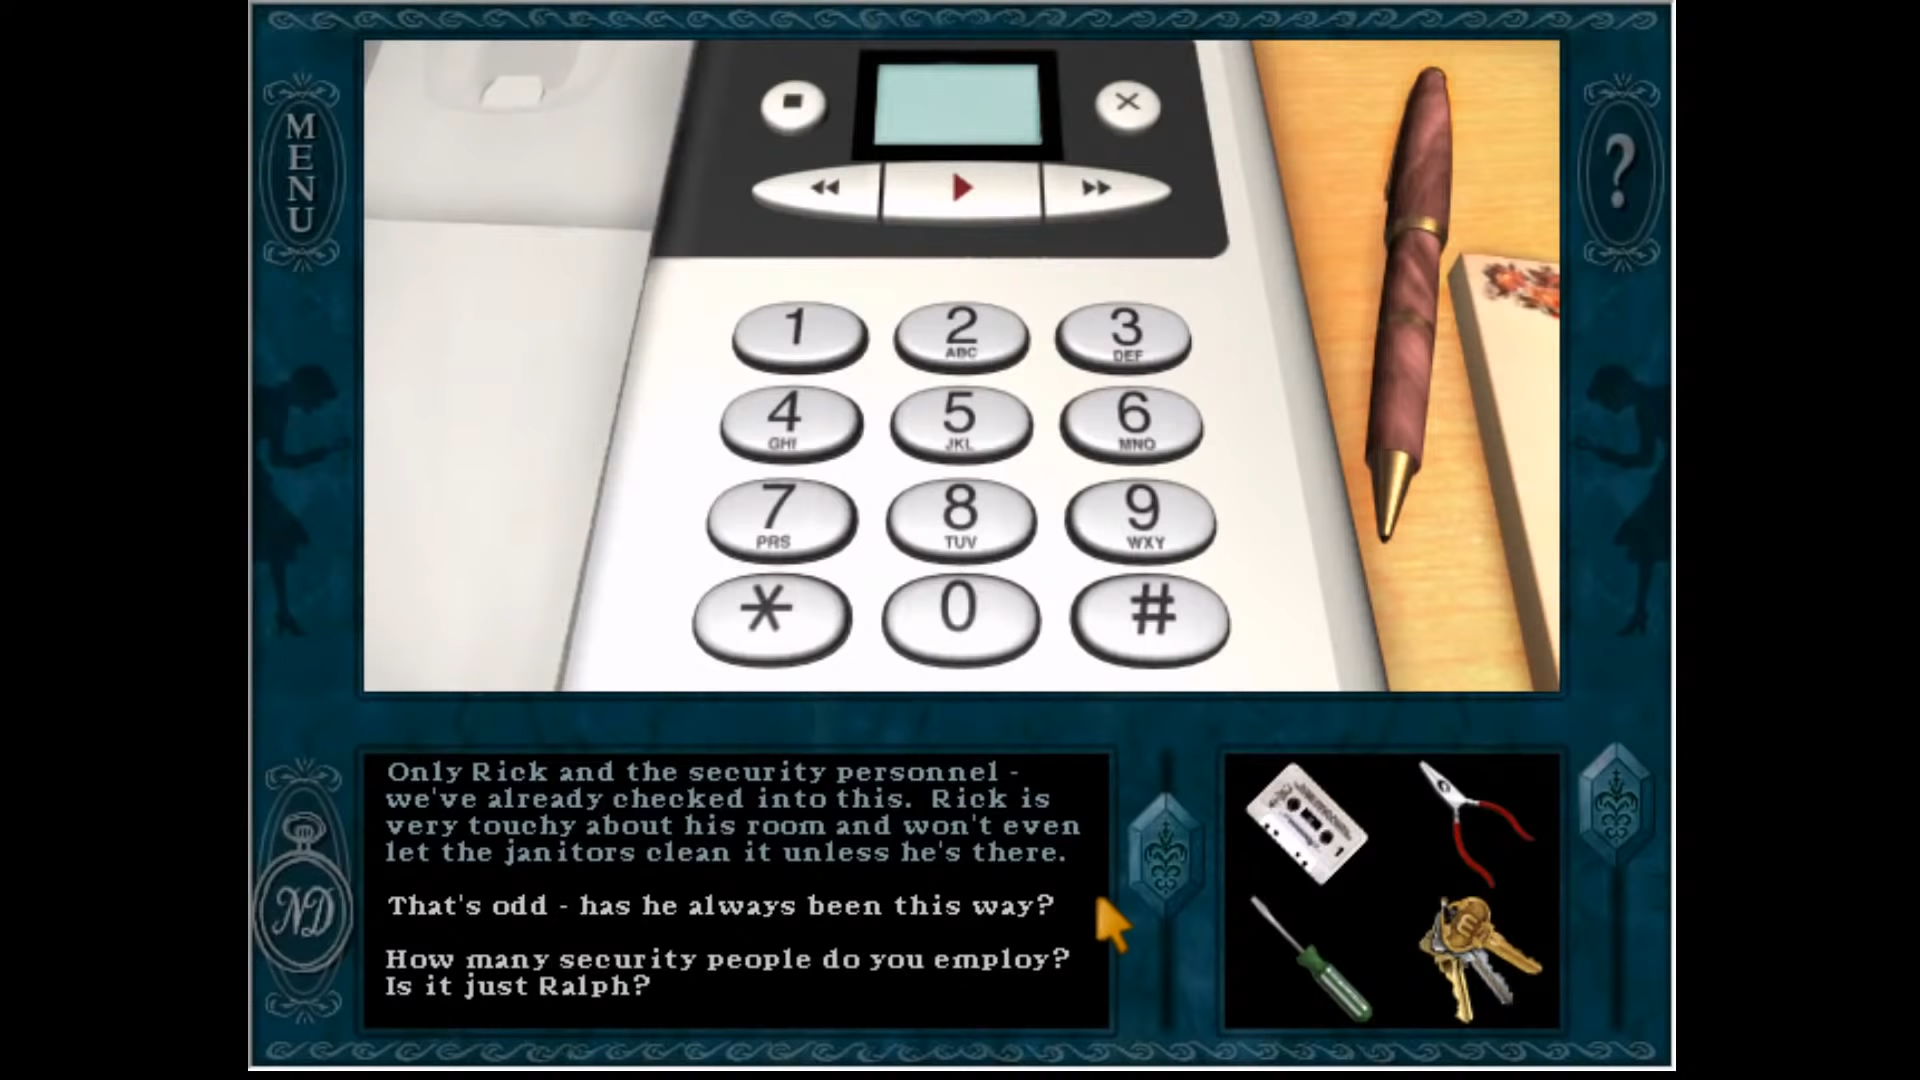 MENU
?
1
2
ABC
3
DEF
4
GHI
5
JKL
6
MNO
7
PRS
8
TUV
9
WXY
*
0
#
Only Rick and the security personnel -
we've already checked into this.  Rick is
very touchy about his room and won't even
let the janitors clean it unless he's there.
That's odd - has he always been this way?
How many security people do you employ?
Is it just Ralph?
ND
1
E